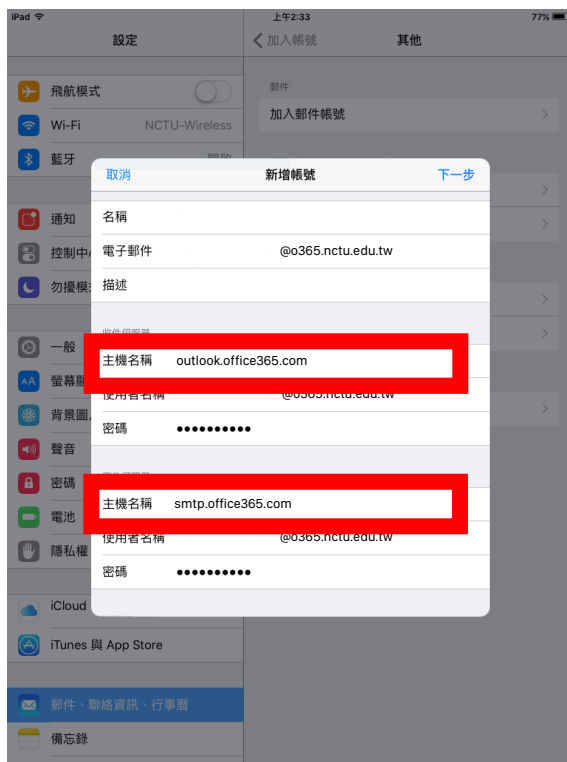 iPad 上午2:33 77%
設定
加入帳號 其他
飛航模式
Wi-Fi NCTU-Wireless
藍牙
通知
控制中
勿擾模
一般
螢幕顯
背景圖
聲音
密碼
電池
隱私權
iCloud
iTunes 與 App Store
郵件、聯絡資訊、行事曆
備忘錄
郵件
加入郵件帳號
取消 新增帳號 下一步
名稱
電子郵件 @o365.nctu.edu.tw
描述
主機名稱 outlook.office365.com
使用者名稱 @o365.nctu.edu.tw
密碼 ●●●●●●●●●●
主機名稱 smtp.office365.com
使用者名稱 @o365.nctu.edu.tw
密碼 ●●●●●●●●●●